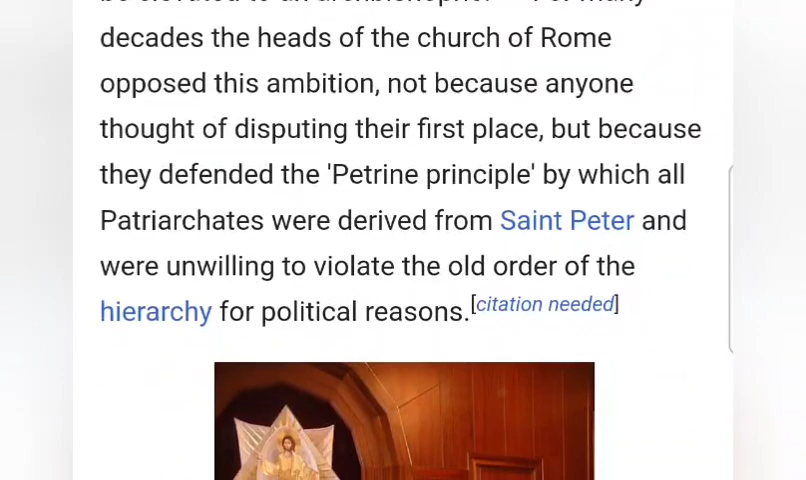 decades the heads of the church of Rome
opposed this ambition, not because anyone
thought of disputing their first place, but because
they defended the 'Petrine principle' by which all
Patriarchates were derived from Saint Peter and
were unwilling to violate the old order of the
hierarchy for political reasons.[citation needed]